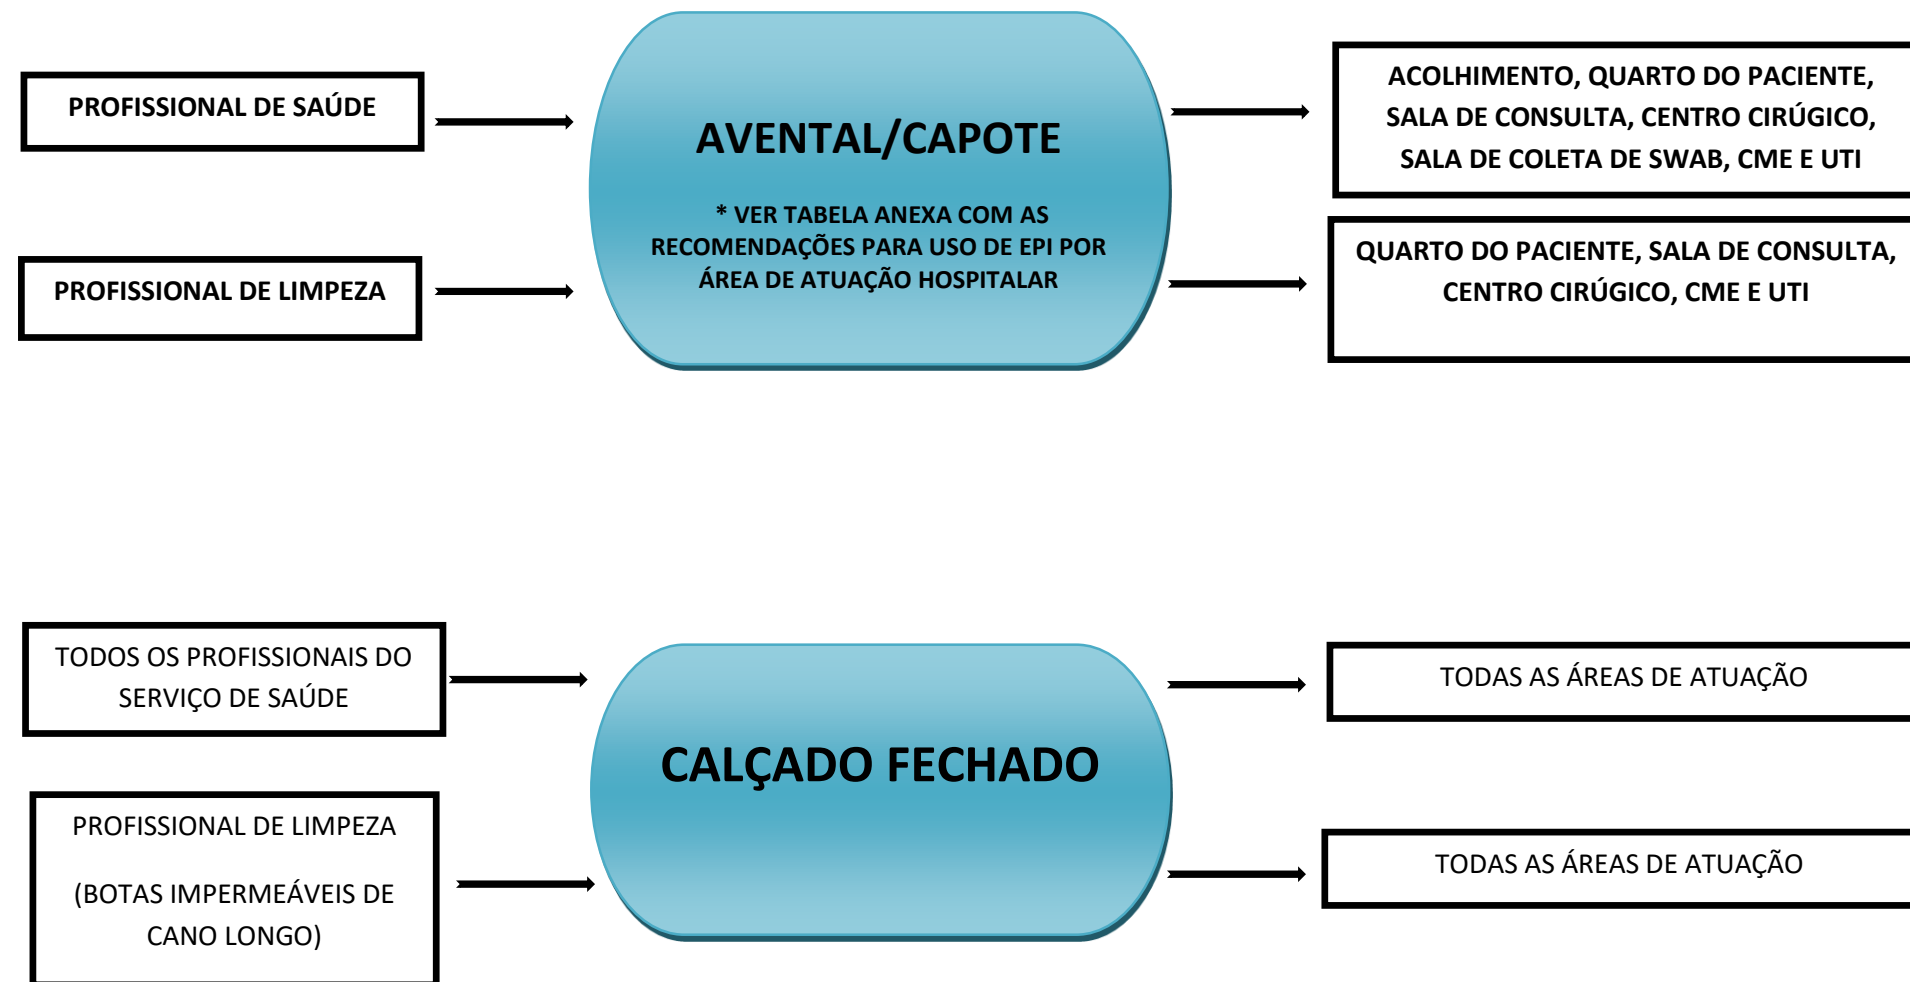 PROFISSIONAL DE SAÚDE
AVENTAL/CAPOTE
* VER TABELA ANEXA COM AS
RECOMENDAÇÕES PARA USO DE EPI POR
ÁREA DE ATUAÇÃO HOSPITALAR
ACOLHIMENTO, QUARTO DO PACIENTE,
SALA DE CONSULTA, CENTRO CIRÚGICO,
SALA DE COLETA DE SWAB, CME E UTI
PROFISSIONAL DE LIMPEZA
QUARTO DO PACIENTE, SALA DE CONSULTA,
CENTRO CIRÚGICO, CME E UTI
TODOS OS PROFISSIONAIS DO
SERVIÇO DE SAÚDE
CALÇADO FECHADO
TODAS AS ÁREAS DE ATUAÇÃO
PROFISSIONAL DE LIMPEZA
(BOTAS IMPERMEÁVEIS DE
CANO LONGO)
TODAS AS ÁREAS DE ATUAÇÃO